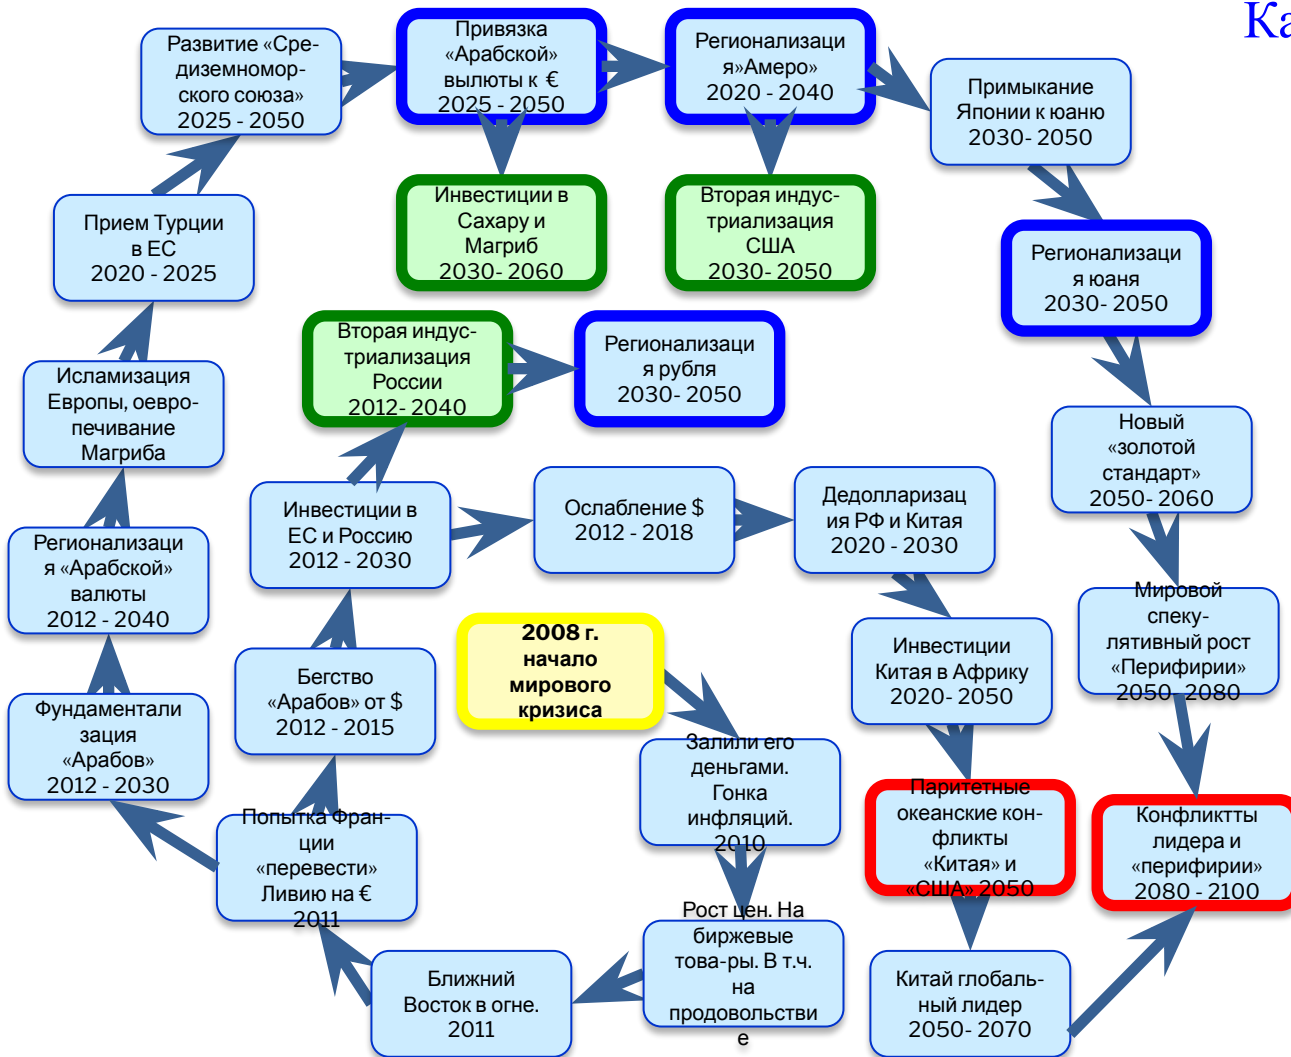 Ка
Развитие «Сре-
диземномор-
ского союза»
2025 - 2050
Привязка
«Арабской»
вылюты к €
2025 - 2050
Регионализаци
я»Амеро»
2020 - 2040
Примыкание
Японии к юаню
2030- 2050
Прием Турции
в ЕС
2020 - 2025
Инвестиции в
Сахару и
Магриб
2030- 2060
Вторая индус-
триализация
США
2030- 2050
Регионализаци
я юаня
2030- 2050
Вторая индус-
триализация
России
2012- 2040
Регионализаци
я рубля
2030- 2050
Исламизация
Европы, оевро-
печивание
Магриба
Новый
«золотой
стандарт»
2050- 2060
Инвестиции в
ЕС и Россию
2012 - 2030
Ослабление $
2012 - 2018
Дедолларизац
ия РФ и Китая
2020 - 2030
Регионализаци
я «Арабской»
валюты
2012 - 2040
Мировой
спеку-
лятивный рост
«Перифирии»
2050- 2080
2008 г.
начало
мирового
кризиса
Инвестиции
Китая в Африку
2020- 2050
Бегство
«Арабов» от $
2012 - 2015
Фундаментали
зация
«Арабов»
2012 - 2030
Залили его
деньгами.
Гонка
инфляций.
2010
Паритетные
океанские кон-
фликты
«Китая» и
«США» 2050
Конфликтты
лидера и
«перифирии»
2080 - 2100
Попытка Фран-
ции
«перевести»
Ливию на €
2011
Рост цен. На
биржевые
това-ры. В т.ч.
на
продовольстви
е
Ближний
Восток в огне.
2011
Китай глобаль-
ный лидер
2050- 2070